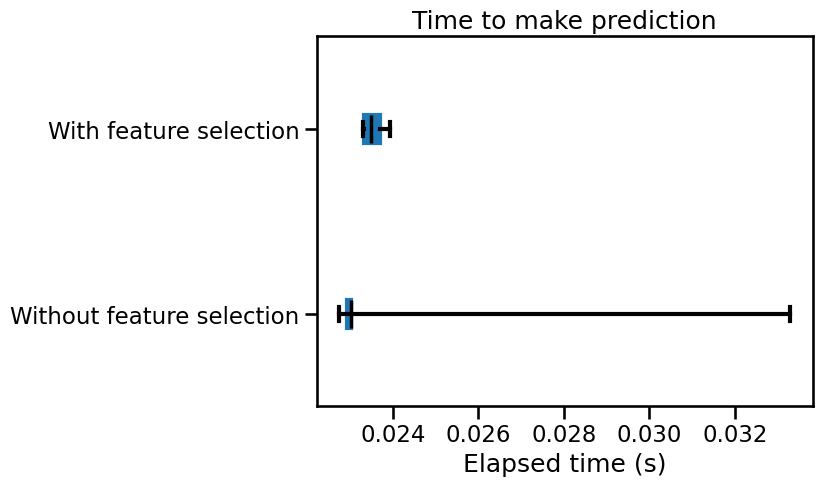 Time to make prediction
With feature selection
Without feature selection
0.024 0.026 0.028 0.030 0.032
Elapsed time (s)